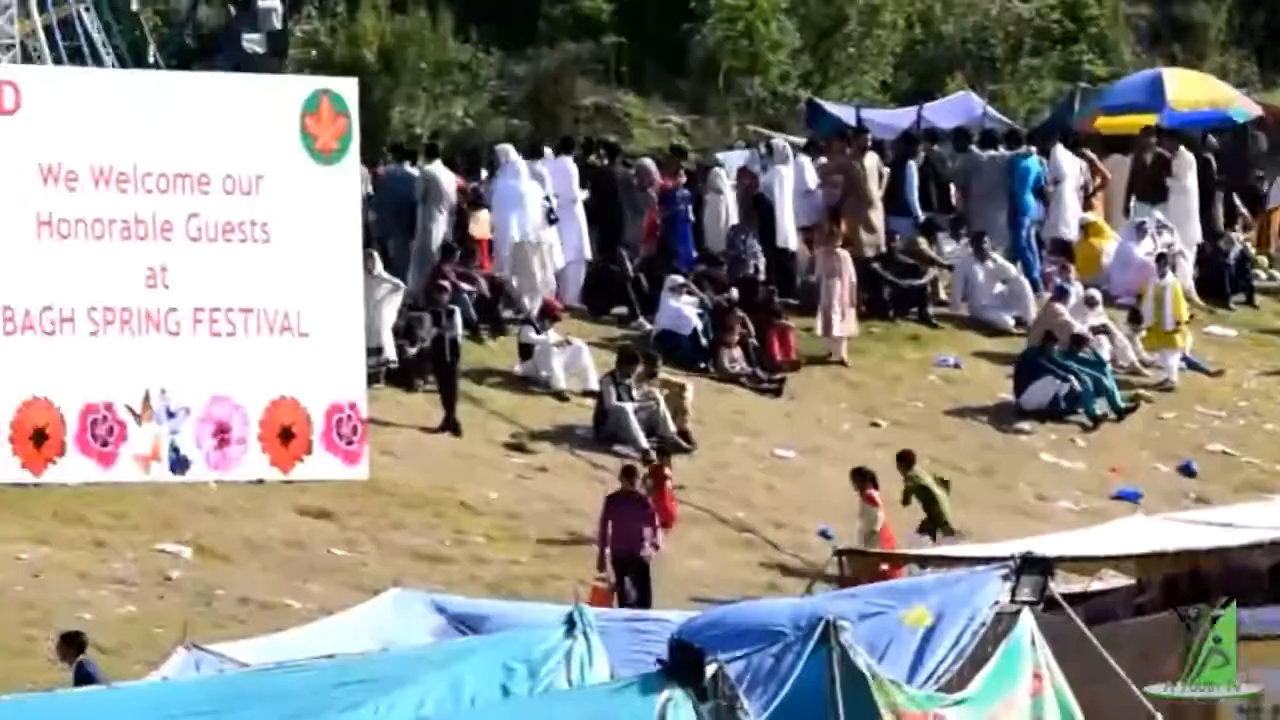 D
We Welcome our
Honorable Guests
at
BAGH SPRING FESTIVAL